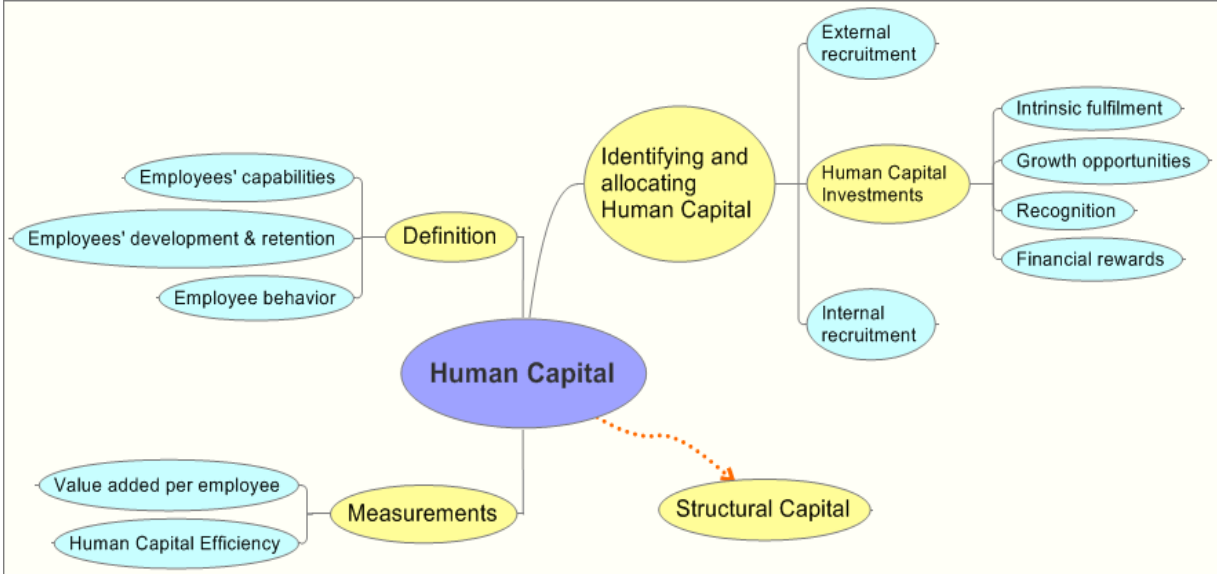 External
recruitment
Intrinsic fulfilment
Identifying and
allocating
Human Capital
Growth opportunities
Human Capital
Investments
Employees' capabilities
Recognition
Employees' development & retention
Definition
Financial rewards
Employee behavior
Internal
recruitment
Human Capital
Value added per employee
Measurements
Structural Capital
Human Capital Efficiency